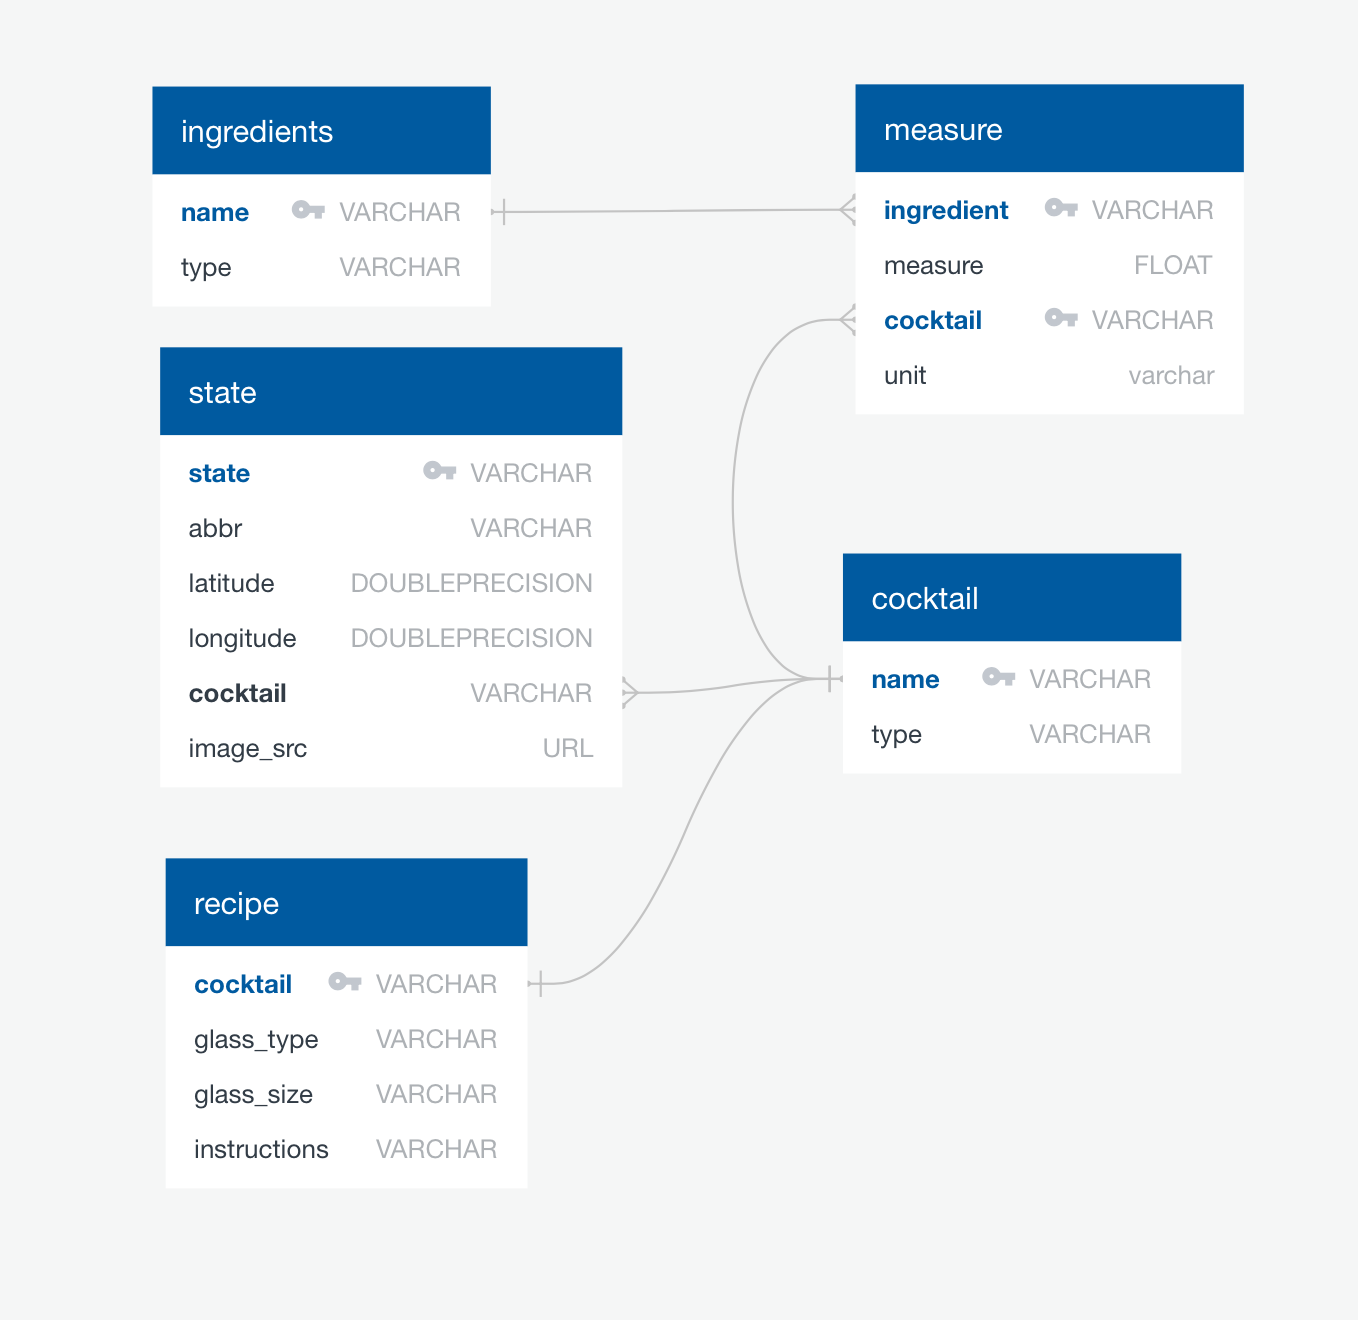 ingredients
name VARCHAR
type VARCHAR
measure
ingredient VARCHAR
measure FLOAT
cocktail VARCHAR
unit varchar
state
state VARCHAR
abbr VARCHAR
latitude DOUBLEPRECISION
longitude DOUBLEPRECISION
cocktail VARCHAR
image_src URL
cocktail
name VARCHAR
type VARCHAR
recipe
cocktail VARCHAR
glass_type VARCHAR
glass_size VARCHAR
instructions VARCHAR